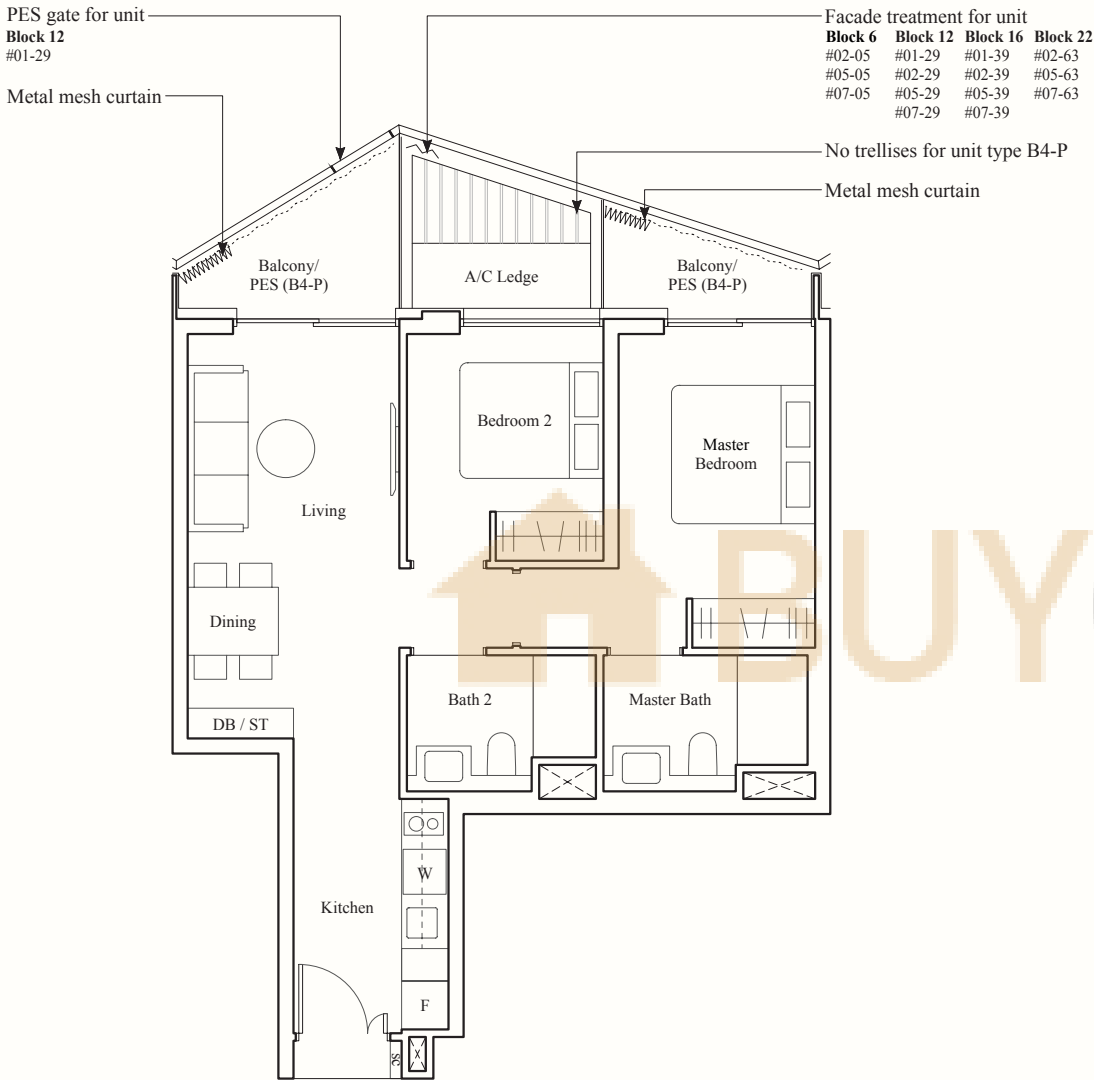 PES gate for unit
Block 12
#01-29
Metal mesh curtain
Facade treatment for unit
Block 6 Block 12 Block 16 Block 22
#02-05 #01-29 #01-39 #02-63
#05-05 #02-29 #02-39 #05-63
#07-05 #05-29 #05-39 #07-63
#07-29 #07-39
No trellises for unit type B4-P
Metal mesh curtain
Balcony/
PES (B4-P)
A/C Ledge
Balcony/
PES (B4-P)
Bedroom 2
Master
Bedroom
Living
BUY
Dining
Bath 2
Master Bath
DB / ST
W
Kitchen
F
SC